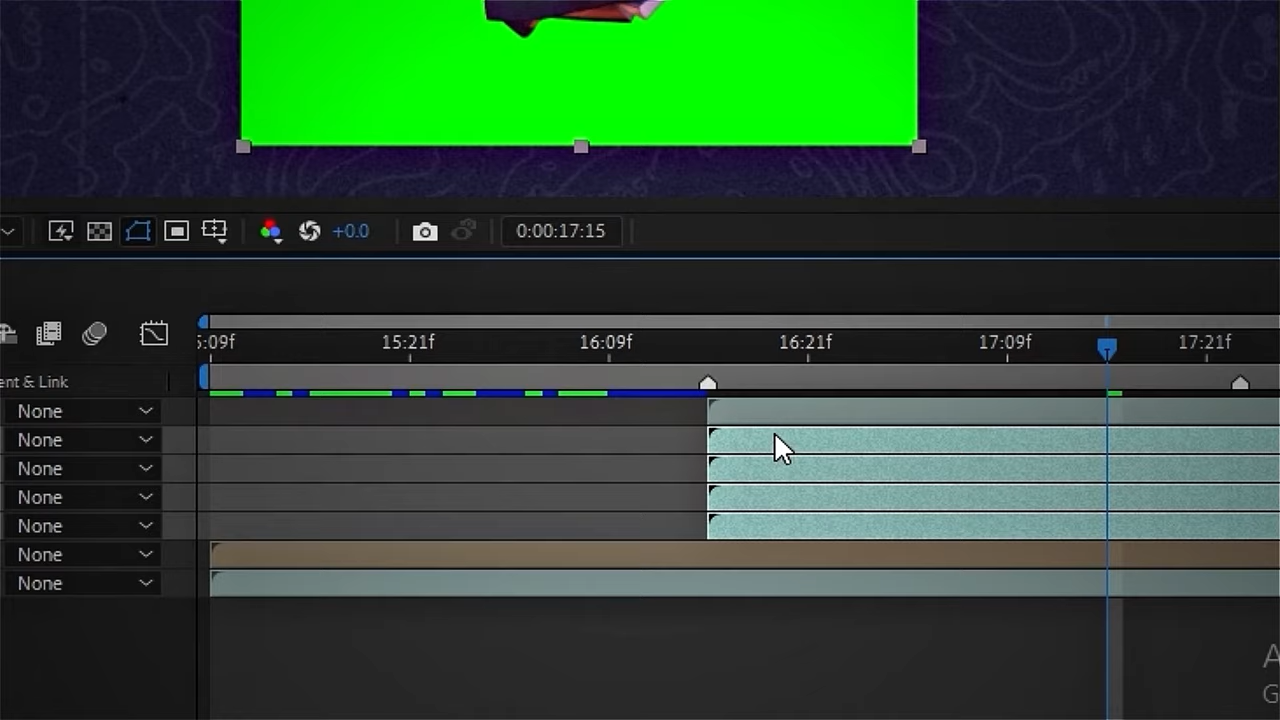 +0.0 0:00:17:15
5:09f 15:21f 16:09f 16:21f 17:09f 17:21f
ent & Link
None
None
None
None
None
None
None
A
G